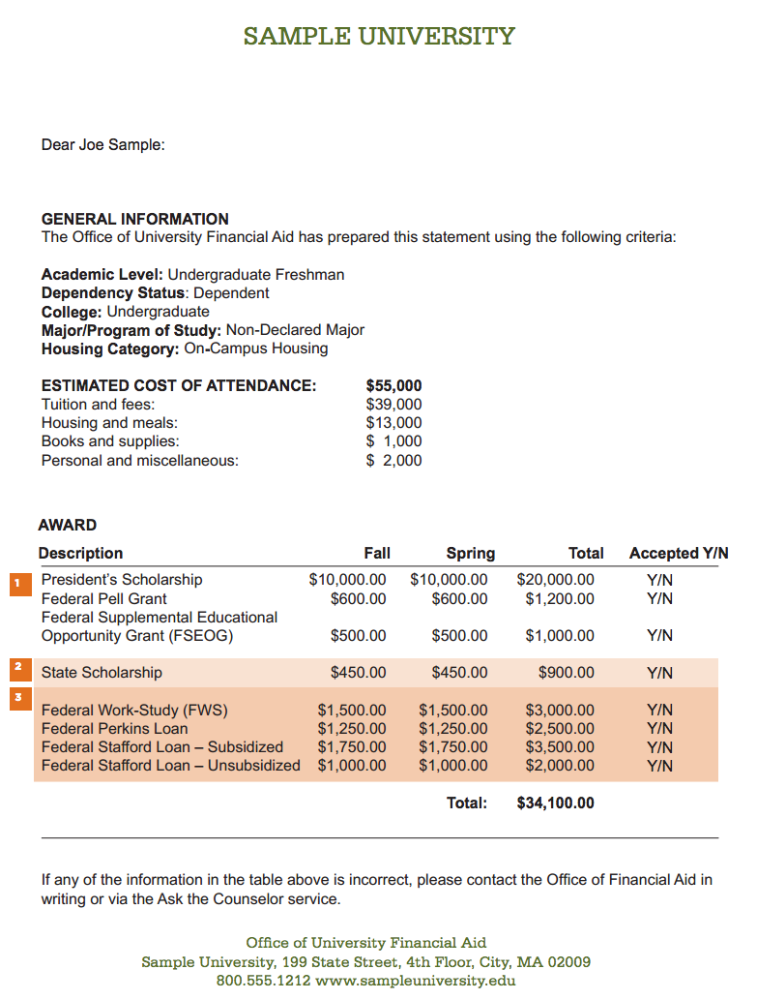 SAMPLE UNIVERSITY
Dear Joe Sample:
GENERAL INFORMATION
The Office of University Financial Aid has prepared this statement using the following criteria:
Academic Level: Undergraduate Freshman
Dependency Status: Dependent
College: Undergraduate
Major/Program of Study: Non-Declared Major
Housing Category: On-Campus Housing
ESTIMATED COST OF ATTENDANCE: $55,000
Tuition and fees: $39,000
Housing and meals: $13,000
Books and supplies: $ 1,000
Personal and miscellaneous: $ 2,000
AWARD
Description Fall Spring Total Accepted Y/N
1 President's Scholarship $10,000.00 $10,000.00 $20,000.00 Y/N
Federal Pell Grant $600.00 $600.00 $1,200.00 Y/N
Federal Supplemental Educational
Opportunity Grant (FSEOG) $500.00 $500.00 $1,000.00 Y/N
2 State Scholarship $450.00 $450.00 $900.00 Y/N
3
Federal Work-Study (FWS) $1,500.00 $1,500.00 $3,000.00 Y/N
Federal Perkins Loan $1,250.00 $1,250.00 $2,500.00 Y/N
Federal Stafford Loan – Subsidized $1,750.00 $1,750.00 $3,500.00 Y/N
Federal Stafford Loan – Unsubsidized $1,000.00 $1,000.00 $2,000.00 Y/N
Total: $34,100.00
If any of the information in the table above is incorrect, please contact the Office of Financial Aid in
writing or via the Ask the Counselor service.
Office of University Financial Aid
Sample University, 199 State Street, 4th Floor, City, MA 02009
800.555.1212 www.sampleuniversity.edu